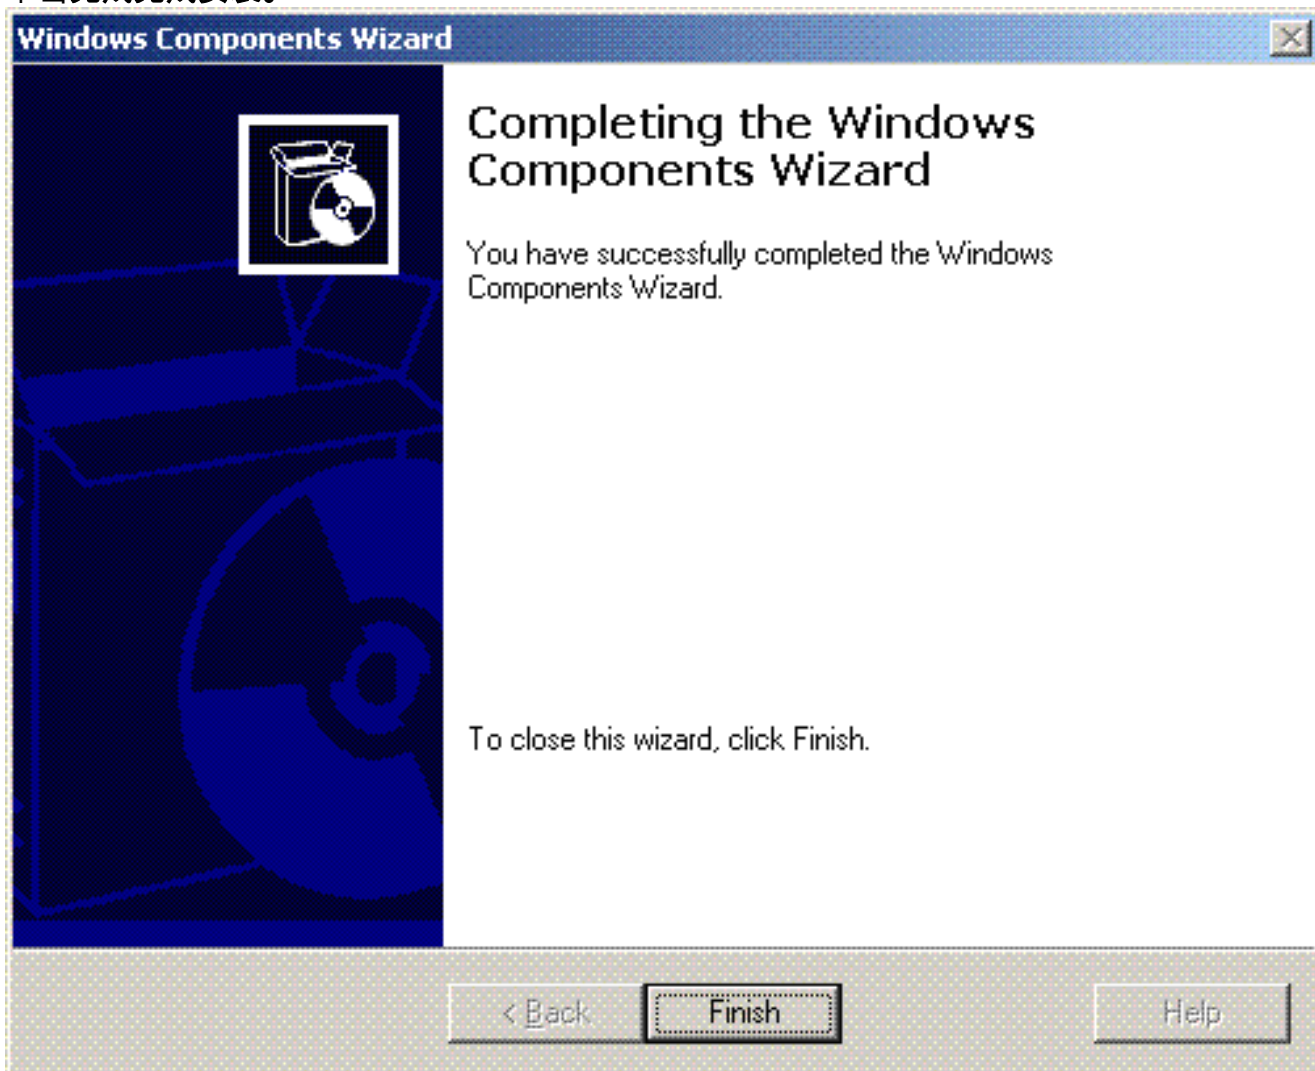 Windows Components Wizard
Completing the Windows
Components Wizard
You have successfully completed the Windows
Components Wizard.
To close this wizard, click Finish.
< Back
Finish
Help